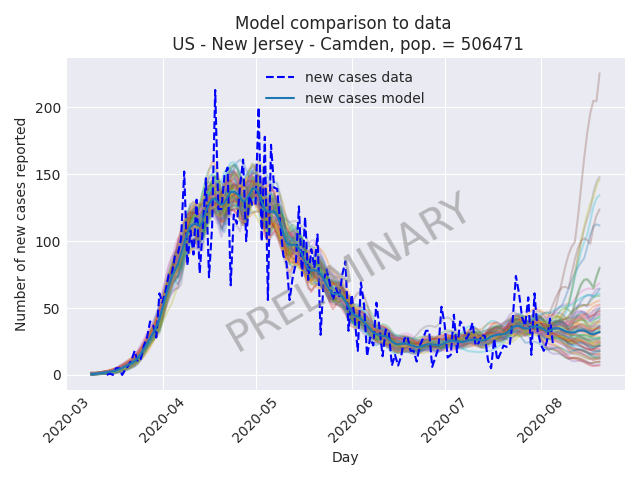 Model comparison to data
US - New Jersey - Camden, pop. = 506471
new cases data
new cases model
Number of new cases reported
200
150
100
50
0
PRELIMINARY
2020-03
2020-04
2020-05
2020-06
2020-07
2020-08
Day